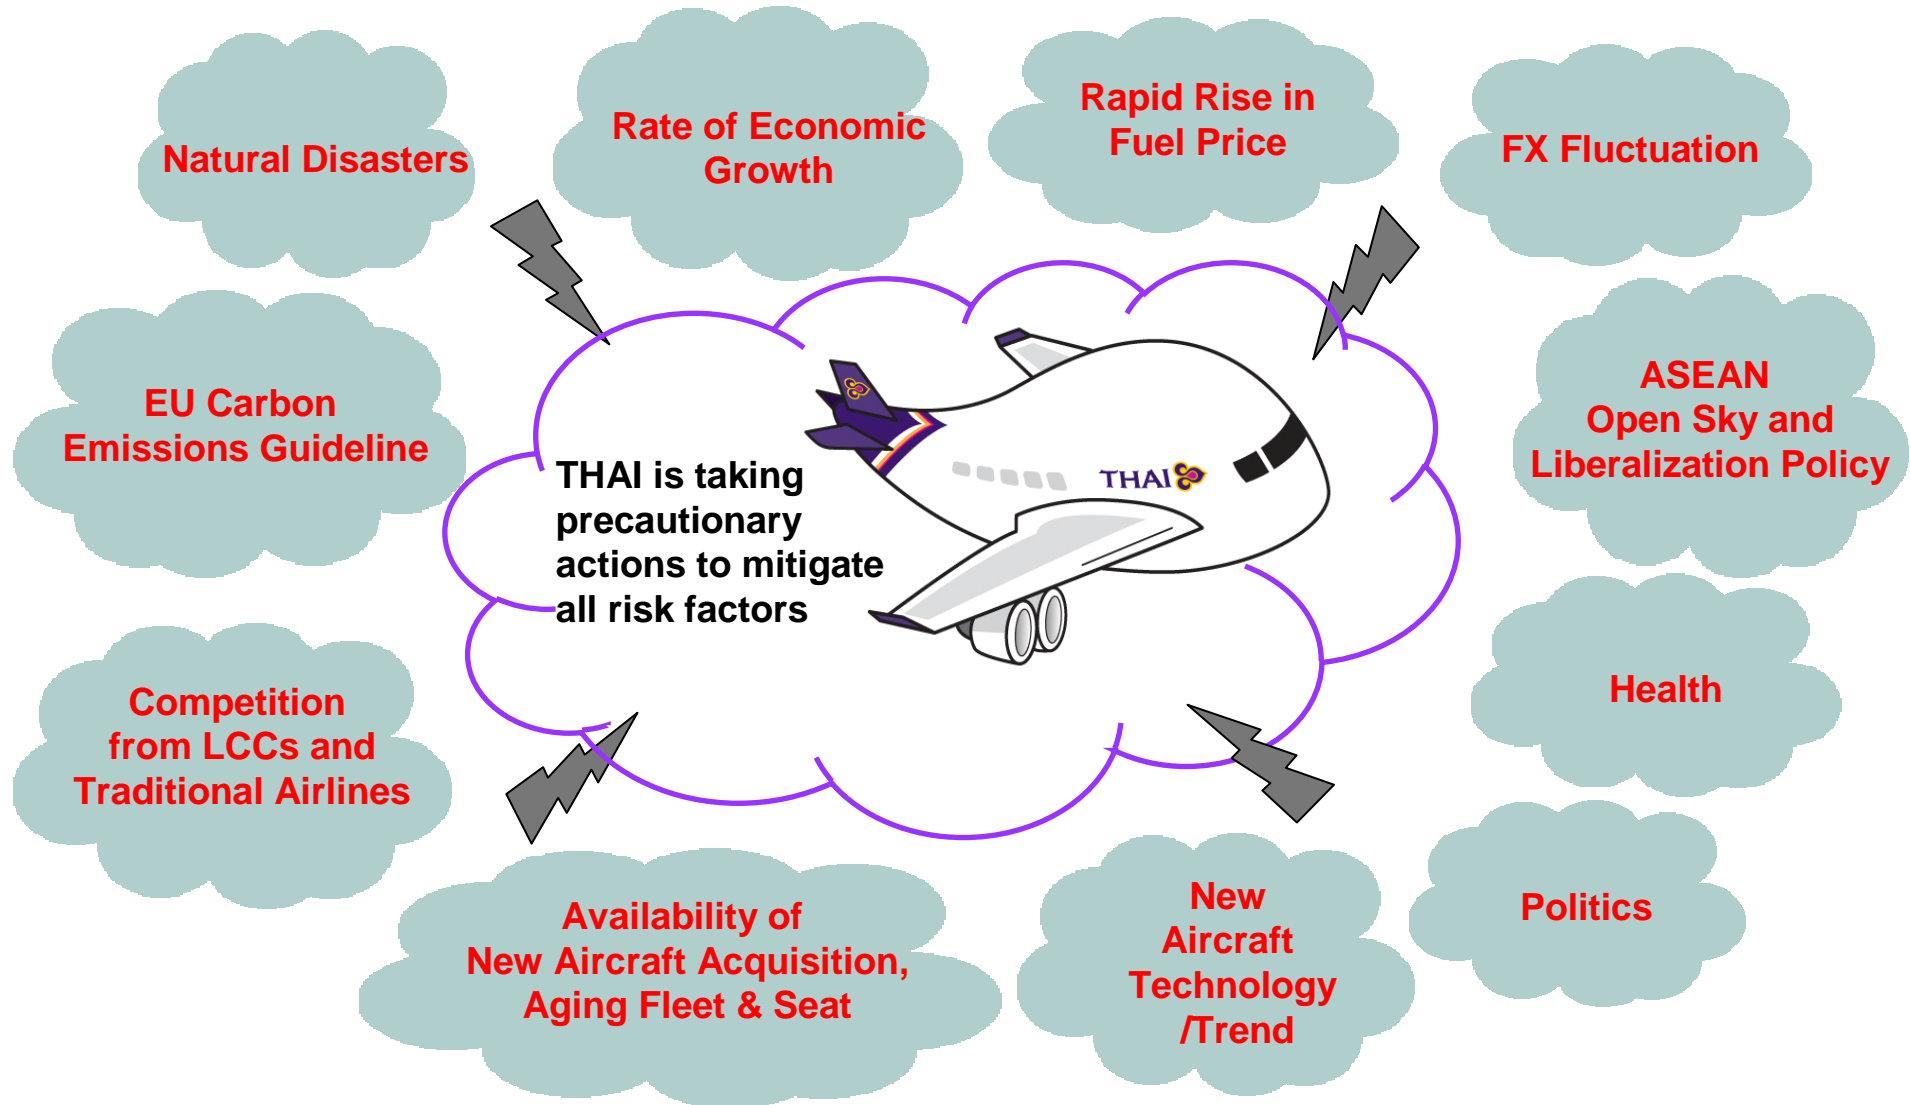 Natural Disasters
Rate of Economic
Growth
Rapid Rise in
Fuel Price
FX Fluctuation
EU Carbon
Emissions Guideline
THAI is taking
precautionary
actions to mitigate
all risk factors
THAI
ASEAN
Open Sky and
Liberalization Policy
Competition
from LCCs and
Traditional Airlines
Health
Availability of
New Aircraft Acquisition,
Aging Fleet & Seat
New
Aircraft
Technology
/Trend
Politics